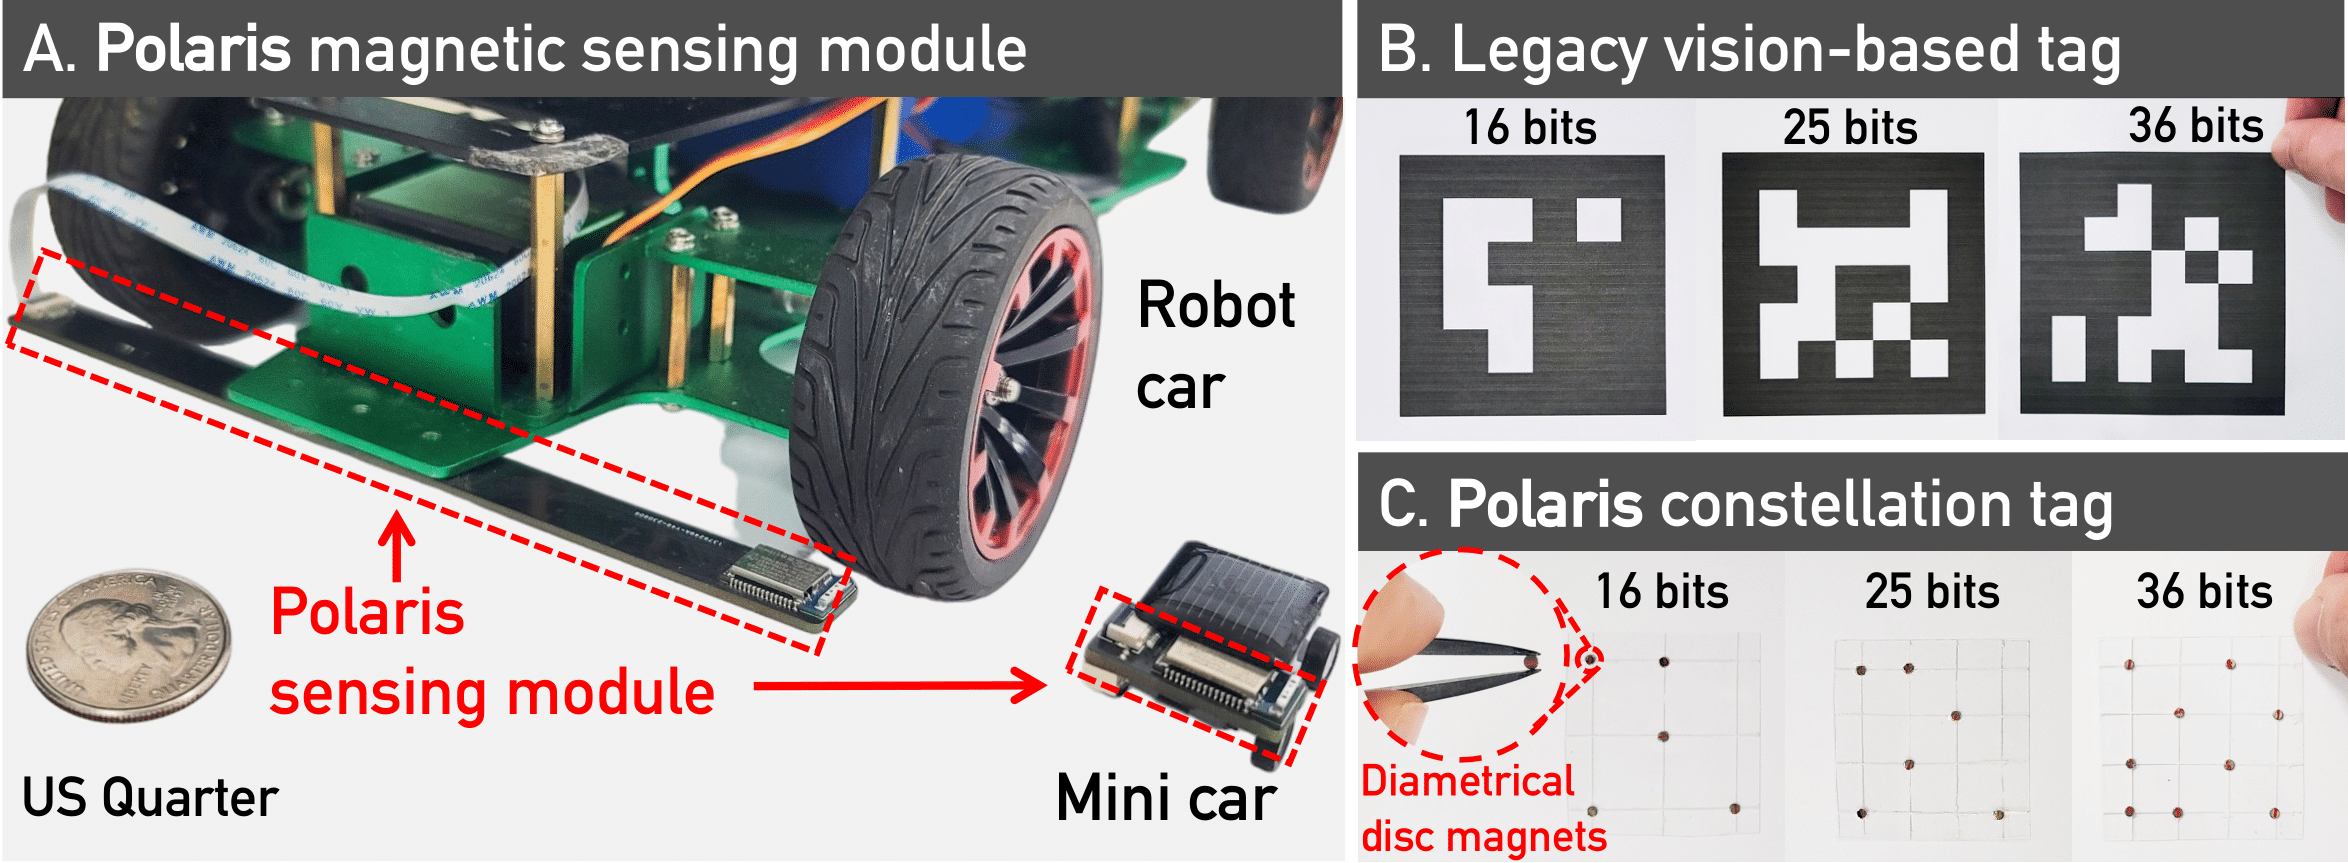 A. Polaris magnetic sensing module
Robot
car
Polaris
sensing module
US Quarter
Mini car
B. Legacy vision-based tag
16 bits
25 bits
36 bits
C. Polaris constellation tag
16 bits
25 bits
36 bits
Diametrical
disc magnets